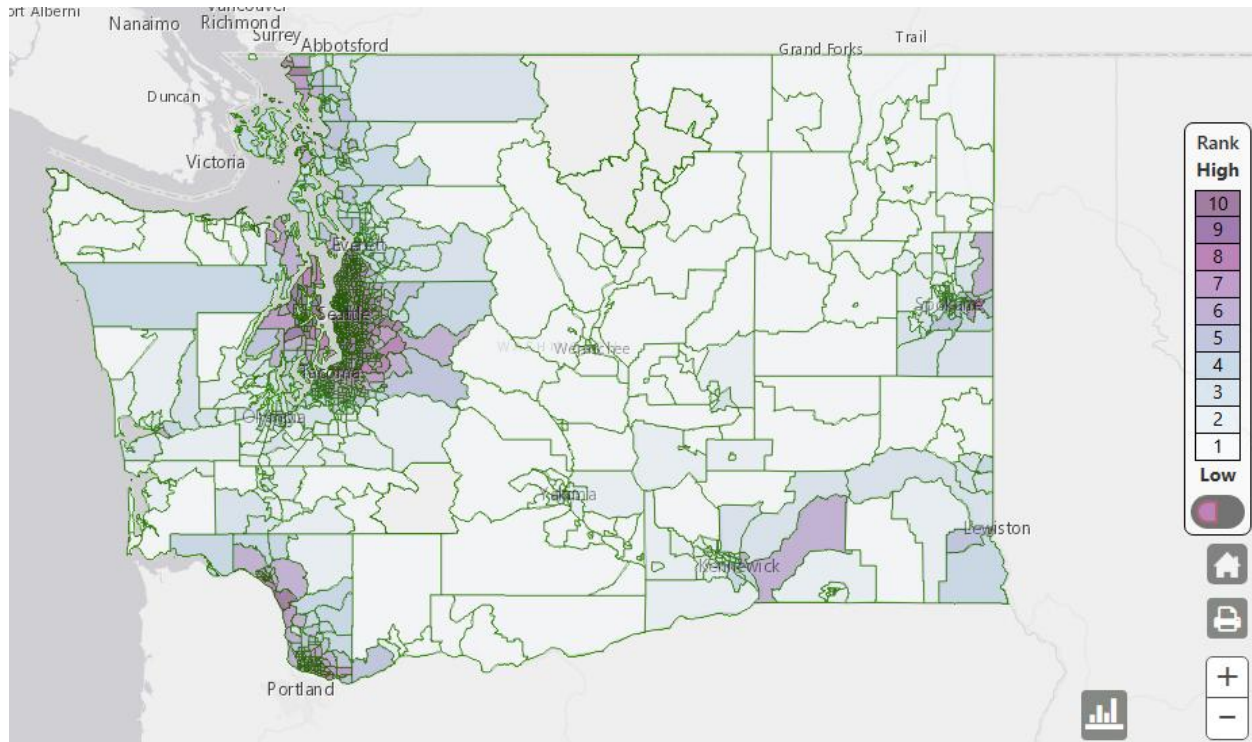 ort Alberni
Nanaimo
Vancouver
Richmond
Surrey
Abbotsford
Grand Forks
Trail
Duncan
Victoria
Everett
Seattle
Tacoma
Olympia
Spokane
Wenatchee
Yakima
Kennewick
Lewiston
Portland
Rank
High
10
9
8
7
6
5
4
3
2
1
Low
+
−